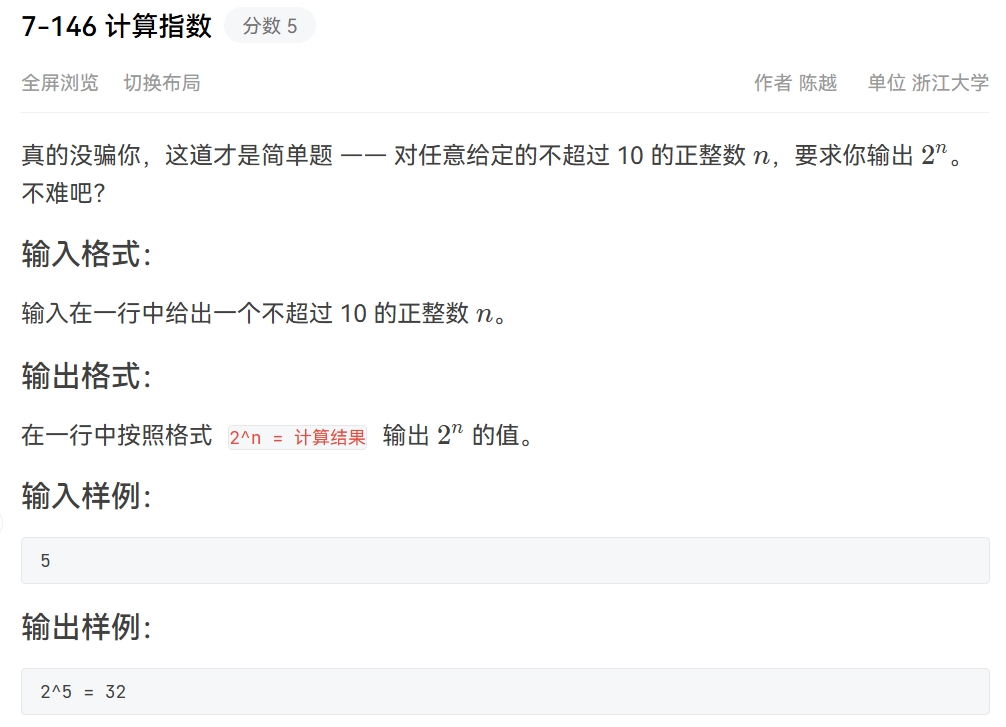 7-146 计算指数 分数 5
全屏浏览 切换布局 作者 陈越 单位 浙江大学
真的没骗你，这道才是简单题 —— 对任意给定的不超过 10 的正整数 n，要求你输出 2ⁿ。
不难吧？
输入格式：
输入在一行中给出一个不超过 10 的正整数 n。
输出格式：
在一行中按照格式 2^n = 计算结果 输出 2ⁿ 的值。
输入样例：
5
输出样例：
2^5 = 32